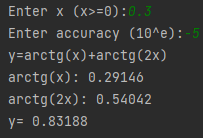 Enter x (x>=0):0.3
Enter accuracy (10^e):-5
y=arctg(x)+arctg(2x)
arctg(x): 0.29146
arctg(2x): 0.54042
y= 0.83188